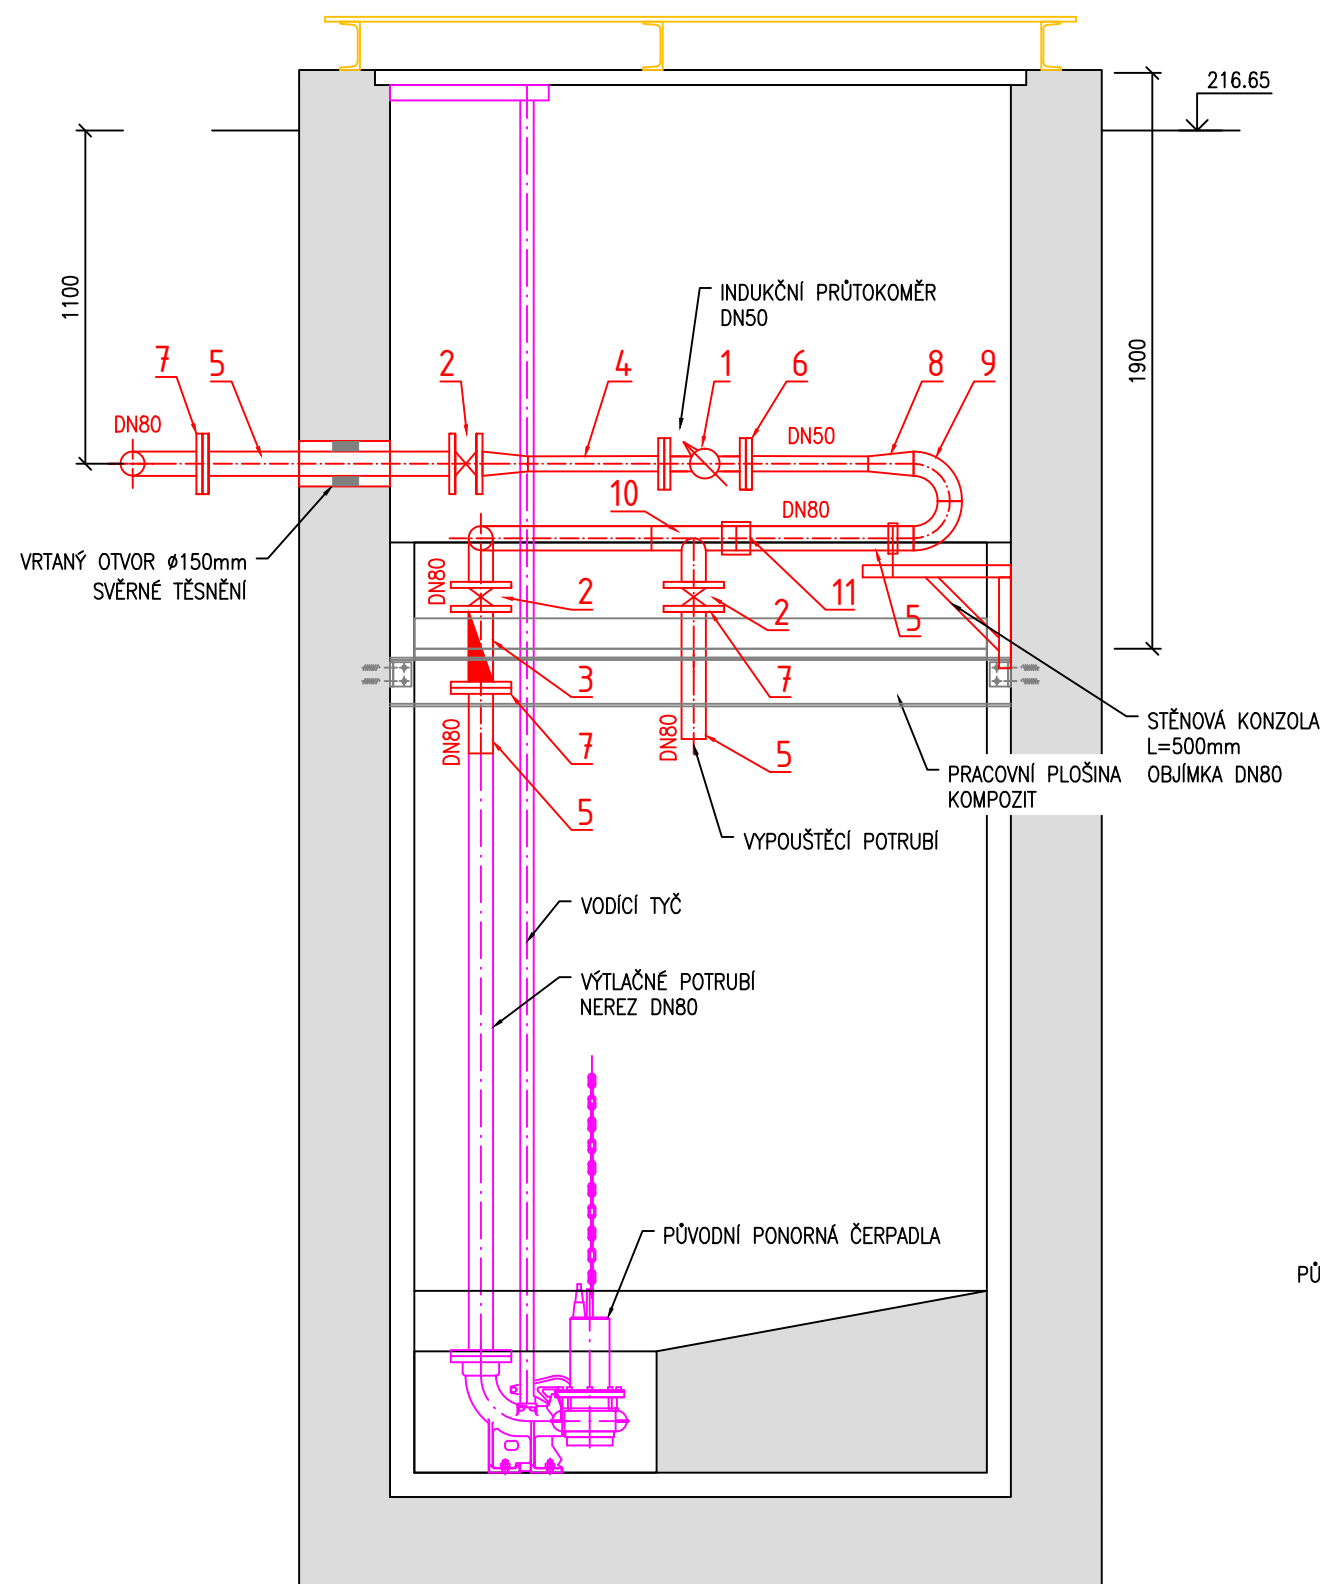 216.65
1100
1900
INDUKČNÍ PRŮTOKOMĚR
DN50
7
5
2
4
1
6
8
9
DN80
DN50
10
DN80
VRTANÝ OTVOR ø150mm
SVĚRNÉ TĚSNĚNÍ
DN80
2
2
11
5
3
7
STĚNOVÁ KONZOLA
L=500mm
OBJÍMKA DN80
DN80
7
DN80
5
PRACOVNÍ PLOŠINA
KOMPOZIT
5
VYPOUŠTĚCÍ POTRUBÍ
VODÍCÍ TYČ
VÝTLAČNÉ POTRUBÍ
NEREZ DN80
PŮVODNÍ PONORNÁ ČERPADLA
PŮ